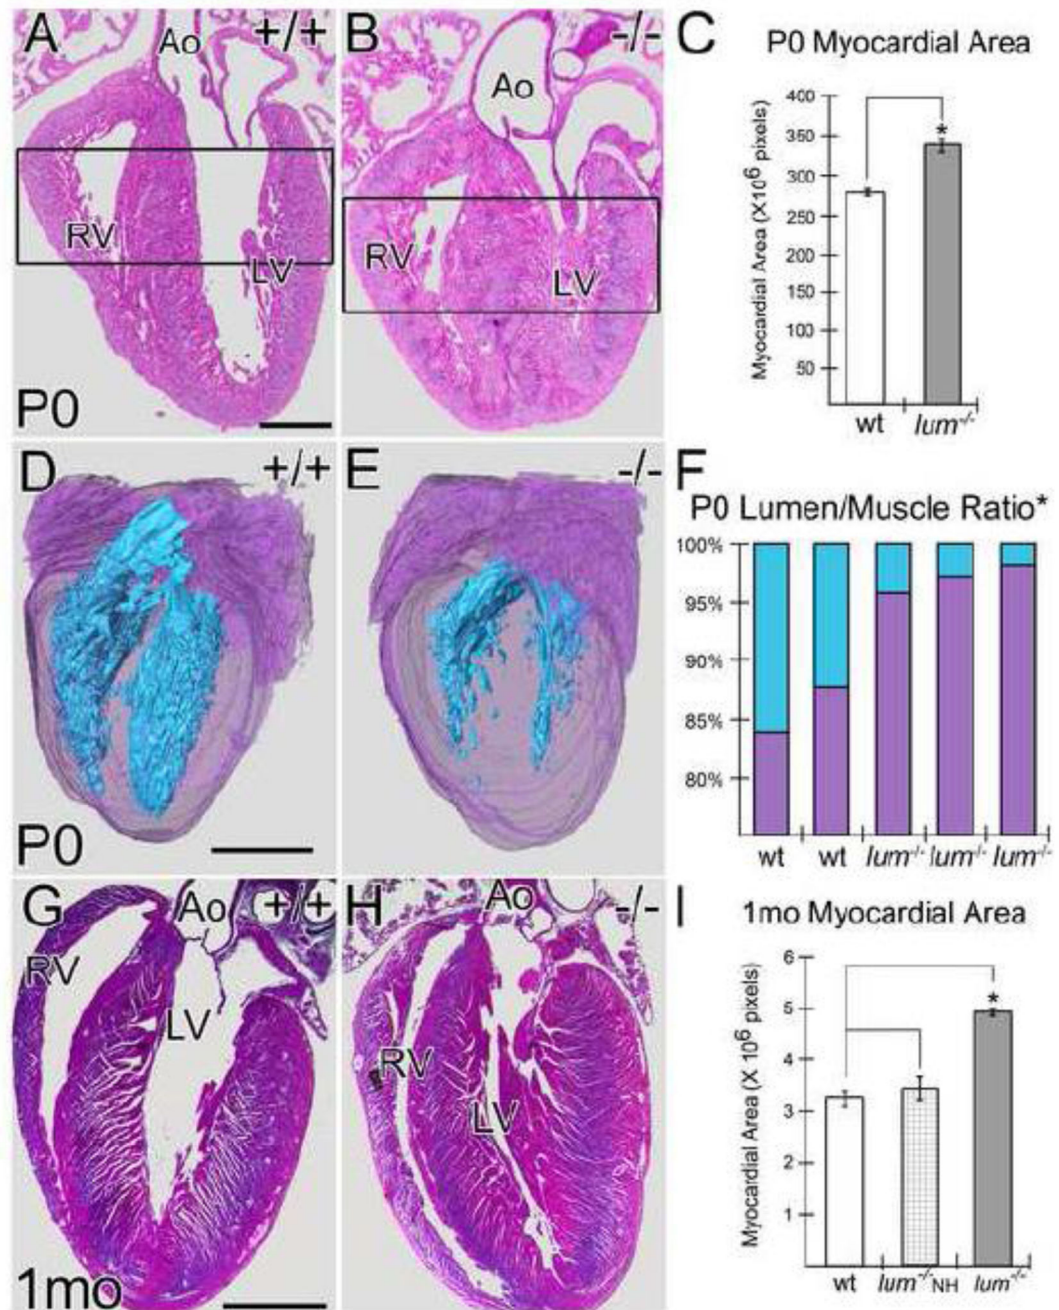 A
Ao
+/+
RV
LV
P0
B
-/-
Ao
RV
LV
C
P0 Myocardial Area
Myocardial Area (X10⁶ pixels)
400
350
300
250
200
150
100
50
*
wt
lum⁻/⁻
D
+/+
P0
E
-/-
F
P0 Lumen/Muscle Ratio*
100%
95%
90%
85%
80%
wt
wt
lum⁻/⁻
lum⁻/⁻
lum⁻/⁻
G
Ao
+/+
RV
LV
1mo
H
Ao
-/-
RV
LV
I
1mo Myocardial Area
Myocardial Area (X 10⁶ pixels)
6
5
4
3
2
1
*
wt
lum⁻/⁻NH
lum⁻/⁻